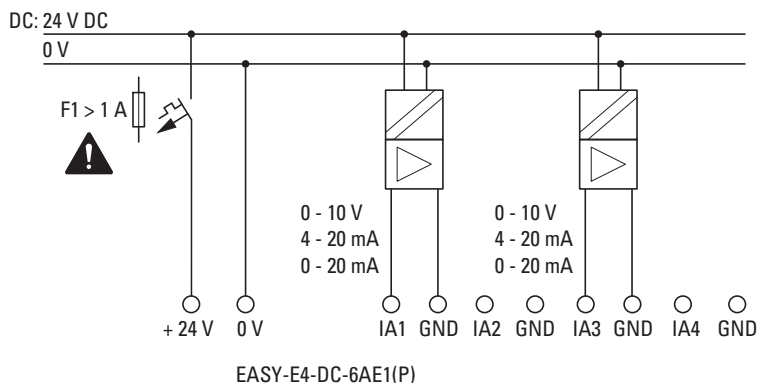 DC: 24 V DC
0 V
F1 > 1 A
!
0 - 10 V
4 - 20 mA
0 - 20 mA
0 - 10 V
4 - 20 mA
0 - 20 mA
+ 24 V 0 V IA1 GND IA2 GND IA3 GND IA4 GND
EASY-E4-DC-6AE1(P)